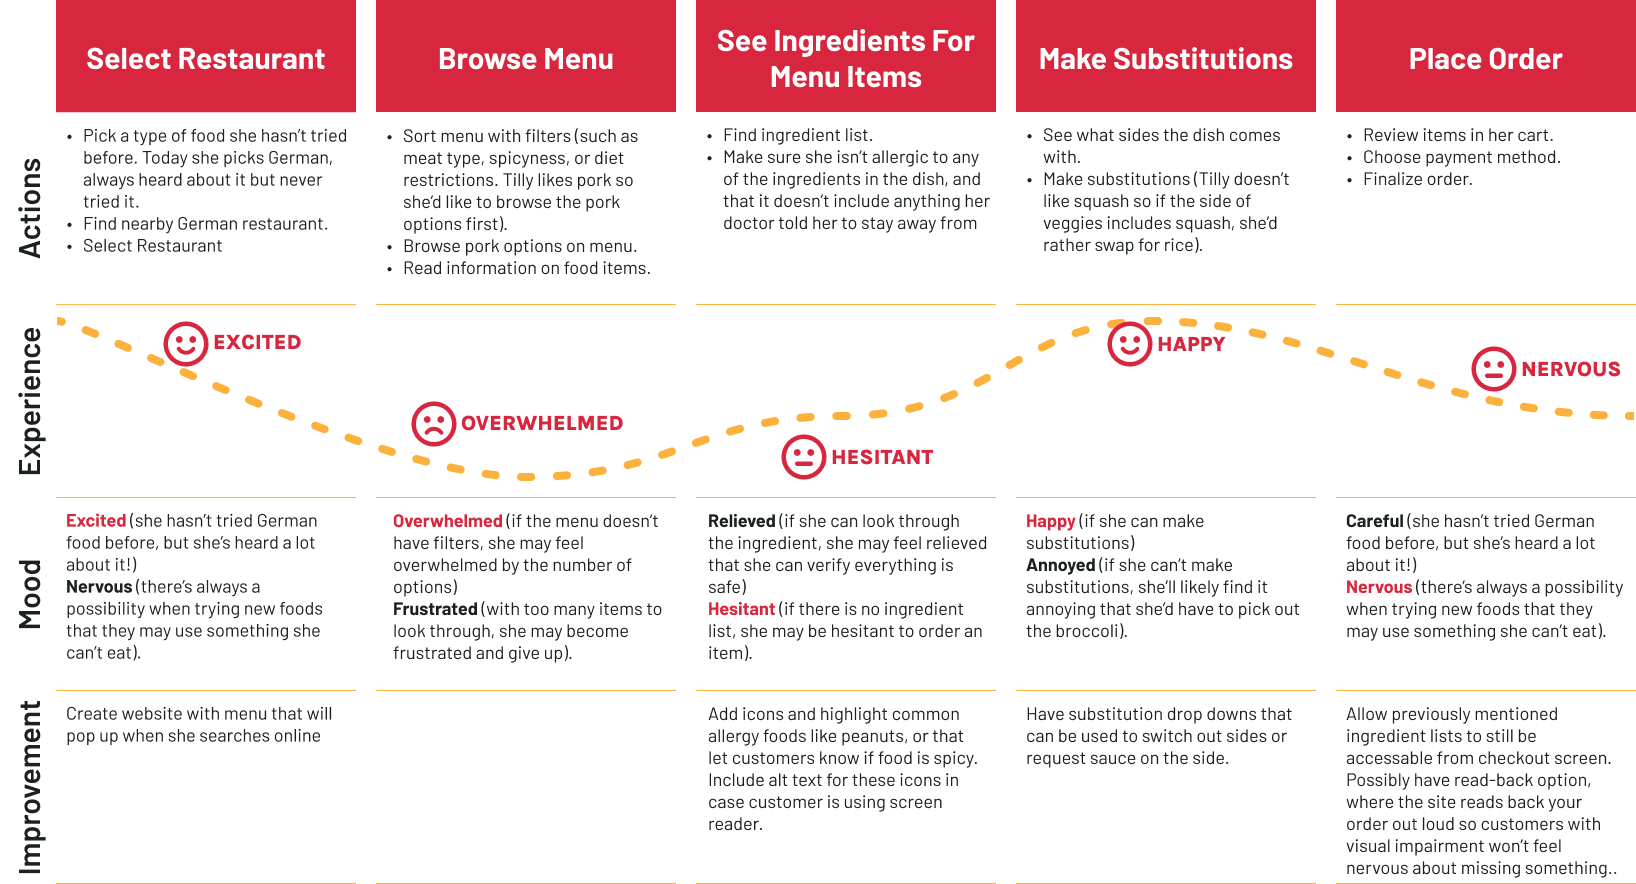 Select Restaurant
Browse Menu
See Ingredients For
Menu Items
Make Substitutions
Place Order
Actions
• Pick a type of food she hasn't tried
before. Today she picks German,
always heard about it but never
tried it.
• Find nearby German restaurant.
• Select Restaurant
• Sort menu with filters (such as
meat type, spicyness, or diet
restrictions. Tilly likes pork so
she'd like to browse the pork
options first).
• Browse pork options on menu.
• Read information on food items.
• Find ingredient list.
• Make sure she isn't allergic to any
of the ingredients in the dish, and
that it doesn't include anything her
doctor told her to stay away from
• See what sides the dish comes
with.
• Make substitutions (Tilly doesn't
like squash so if the side of
veggies includes squash, she'd
rather swap for rice).
• Review items in her cart.
• Choose payment method.
• Finalize order.
Experience
EXCITED
OVERWHELMED
HESITANT
HAPPY
NERVOUS
Mood
Excited (she hasn't tried German
food before, but she's heard a lot
about it!)
Nervous (there's always a
possibility when trying new foods
that they may use something she
can't eat).
Overwhelmed (if the menu doesn't
have filters, she may feel
overwhelmed by the number of
options)
Frustrated (with too many items to
look through, she may become
frustrated and give up).
Relieved (if she can look through
the ingredient, she may feel relieved
that she can verify everything is
safe)
Hesitant (if there is no ingredient
list, she may be hesitant to order an
item).
Happy (if she can make
substitutions)
Annoyed (if she can't make
substitutions, she'll likely find it
annoying that she'd have to pick out
the broccoli).
Careful (she hasn't tried German
food before, but she's heard a lot
about it!)
Nervous (there's always a possibility
when trying new foods that they
may use something she can't eat).
Improvement
Create website with menu that will
pop up when she searches online
Add icons and highlight common
allergy foods like peanuts, or that
let customers know if food is spicy.
Include alt text for these icons in
case customer is using screen
reader.
Have substitution drop downs that
can be used to switch out sides or
request sauce on the side.
Allow previously mentioned
ingredient lists to still be
accessable from checkout screen.
Possibly have read-back option,
where the site reads back your
order out loud so customers with
visual impairment won't feel
nervous about missing something..